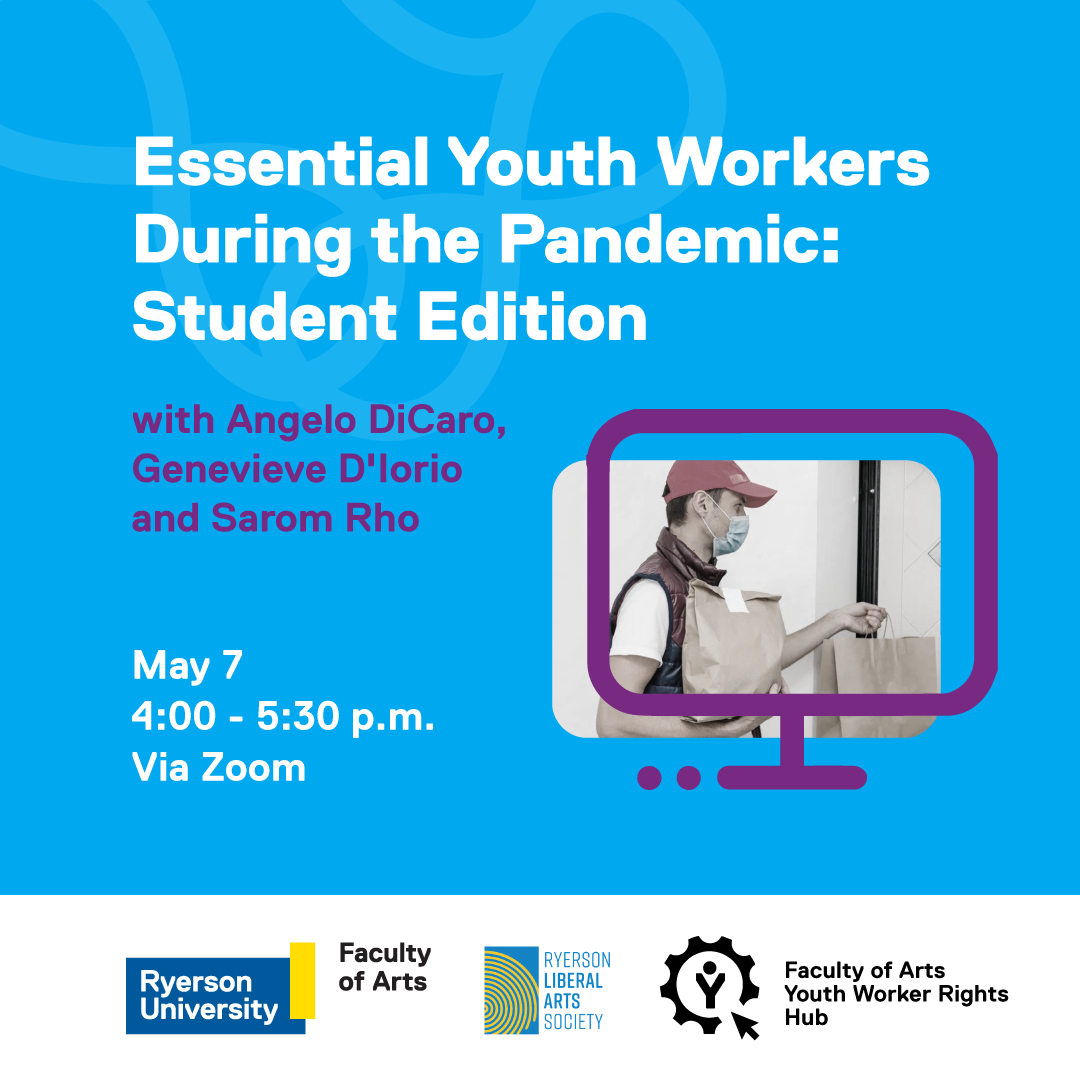 Essential Youth Workers
During the Pandemic:
Student Edition
with Angelo DiCaro,
Genevieve D'Iorio
and Sarom Rho
May 7
4:00 - 5:30 p.m.
Via Zoom
Ryerson
University
Faculty
of Arts
RYERSON
LIBERAL
ARTS
SOCIETY
Faculty of Arts
Youth Worker Rights
Hub